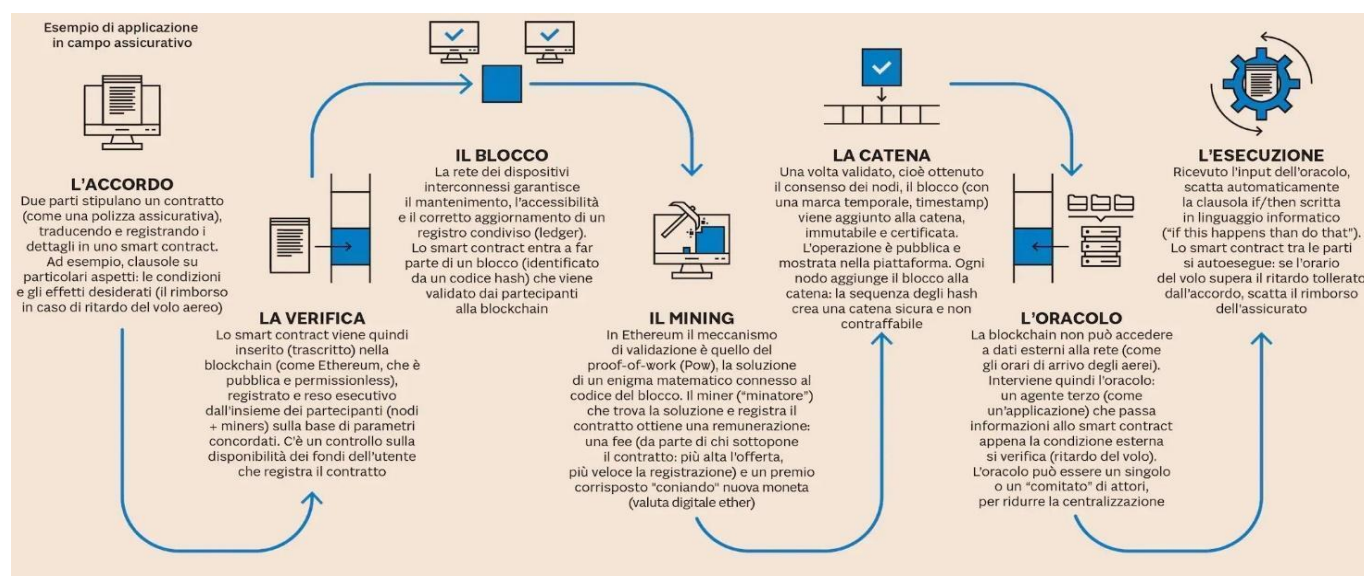 Esempio di applicazione
in campo assicurativo
L'ACCORDO
Due parti stipulano un contratto
(come una polizza assicurativa),
traducendo e registrando i
dettagli in uno smart contract.
Ad esempio, clausole su
particolari aspetti: le condizioni
e gli effetti desiderati (il rimborso
in caso di ritardo del volo aereo)
LA VERIFICA
Lo smart contract viene quindi
inserito (trascritto) nella
blockchain (come Ethereum, che è
pubblica e permissionless),
registrato e reso esecutivo
dall'insieme dei partecipanti (nodi
+ miners) sulla base di parametri
concordati. C'è un controllo sulla
disponibilità dei fondi dell'utente
che registra il contratto
IL BLOCCO
La rete dei dispositivi
interconnessi garantisce
il mantenimento, l'accessibilità
e il corretto aggiornamento di un
registro condiviso (ledger).
Lo smart contract entra a far
parte di un blocco (identificato
da un codice hash) che viene
validato dai partecipanti
alla blockchain
IL MINING
In Ethereum il meccanismo
di validazione è quello del
proof-of-work (Pow), la soluzione
di un enigma matematico connesso al
codice del blocco. Il miner ("minatore")
che trova la soluzione e registra il
contratto ottiene una remunerazione:
una fee (da parte di chi sottopone
il contratto: più alta l'offerta,
più veloce la registrazione) e un premio
corrisposto "coniando" nuova moneta
(valuta digitale ether)
LA CATENA
Una volta validato, cioè ottenuto
il consenso dei nodi, il blocco (con
una marca temporale, timestamp)
viene aggiunto alla catena,
immutabile e certificata.
L'operazione è pubblica e
mostrata nella piattaforma. Ogni
nodo aggiunge il blocco alla
catena: la sequenza degli hash
crea una catena sicura e non
contraffabile
L'ORACOLO
La blockchain non può accedere
a dati esterni alla rete (come
gli orari di arrivo degli aerei).
Interviene quindi l'oracolo:
un agente terzo (come
un'applicazione) che passa
informazioni allo smart contract
appena la condizione esterna
si verifica (ritardo del volo).
L'oracolo può essere un singolo
o un "comitato" di attori,
per ridurre la centralizzazione
L'ESECUZIONE
Ricevuto l'input dell'oracolo,
scatta automaticamente
la clausola if/then scritta
in linguaggio informatico
("if this happens than do that").
Lo smart contract tra le parti
si autoesegue: se l'orario
del volo supera il ritardo tollerato
dall'accordo, scatta il rimborso
dell'assicurato